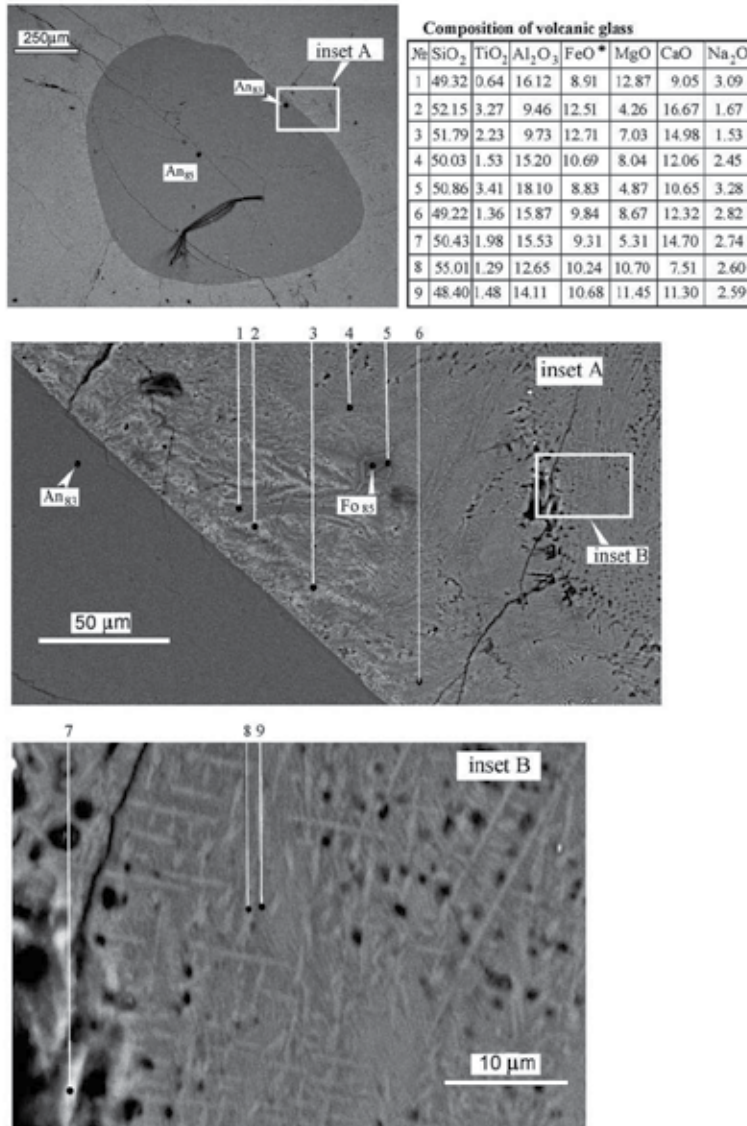 250µm
inset A
An83
An85
Composition of volcanic glass
№ SiO2 TiO2 Al2O3 FeO* MgO CaO Na2O
1 49.32 0.64 16.12 8.91 12.87 9.05 3.09
2 52.15 3.27 9.46 12.51 4.26 16.67 1.67
3 51.79 2.23 9.73 12.71 7.03 14.98 1.53
4 50.03 1.53 15.20 10.69 8.04 12.06 2.45
5 50.86 3.41 18.10 8.83 4.87 10.65 3.28
6 49.22 1.36 15.87 9.84 8.67 12.32 2.82
7 50.43 1.98 15.53 9.31 5.31 14.70 2.74
8 55.01 1.29 12.65 10.24 10.70 7.51 2.60
9 48.40 1.48 14.11 10.68 11.45 11.30 2.59
1 2 3 4 5 6
inset A
An83
Fo85
inset B
50 µm
7 8 9
inset B
10 µm